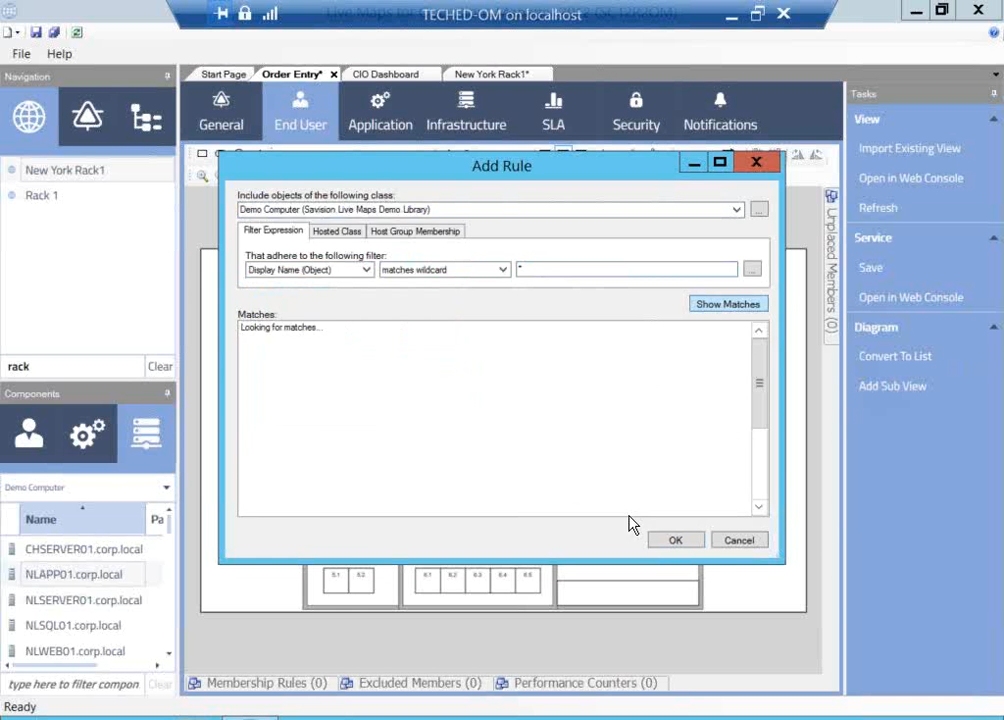 TECHED-OM on localhost
File Help
Navigation
New York Rack1
Rack 1
rack
Clear
Components
Demo Computer
Name
Pa
CHSERVER01.corp.local
NLAPP01.corp.local
NLSERVER01.corp.local
NLSQL01.corp.local
NLWEB01.corp.local
type here to filter compon
Clear
Ready
Start Page
Order Entry*
CIO Dashboard
New York Rack1*
General
End User
Application
Infrastructure
SLA
Security
Notifications
Add Rule
Include objects of the following class:
Demo Computer (Savision Live Maps Demo Library)
...
Filter Expression
Hosted Class
Host Group Membership
That adhere to the following filter:
Display Name (Object)
matches wildcard
*
...
Show Matches
Matches:
Looking for matches...
OK
Cancel
Unplaced Members (0)
Membership Rules (0)
Excluded Members (0)
Performance Counters (0)
Tasks
View
Import Existing View
Open in Web Console
Refresh
Service
Save
Open in Web Console
Diagram
Convert To List
Add Sub View